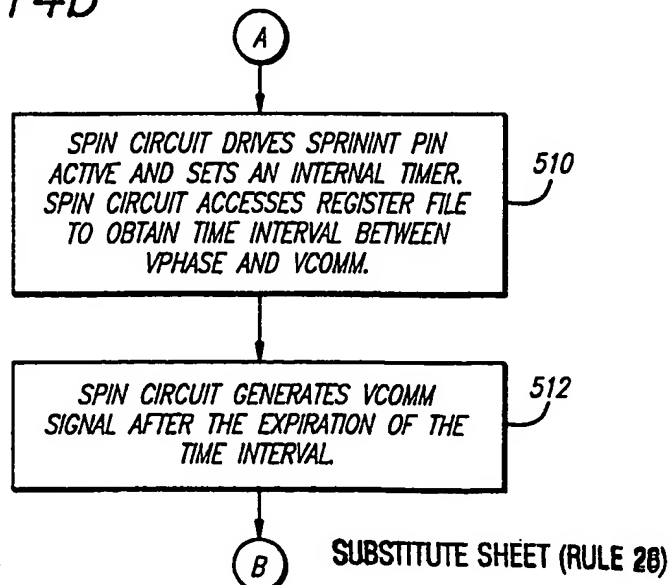 14b
A
SPIN CIRCUIT DRIVES SPRININT PIN
ACTIVE AND SETS AN INTERNAL TIMER.
SPIN CIRCUIT ACCESSES REGISTER FILE
TO OBTAIN TIME INTERVAL BETWEEN
VPHASE AND VCOMM.
510
SPIN CIRCUIT GENERATES VCOMM
SIGNAL AFTER THE EXPIRATION OF THE
TIME INTERVAL.
512
B
SUBSTITUTE SHEET (RULE 26)